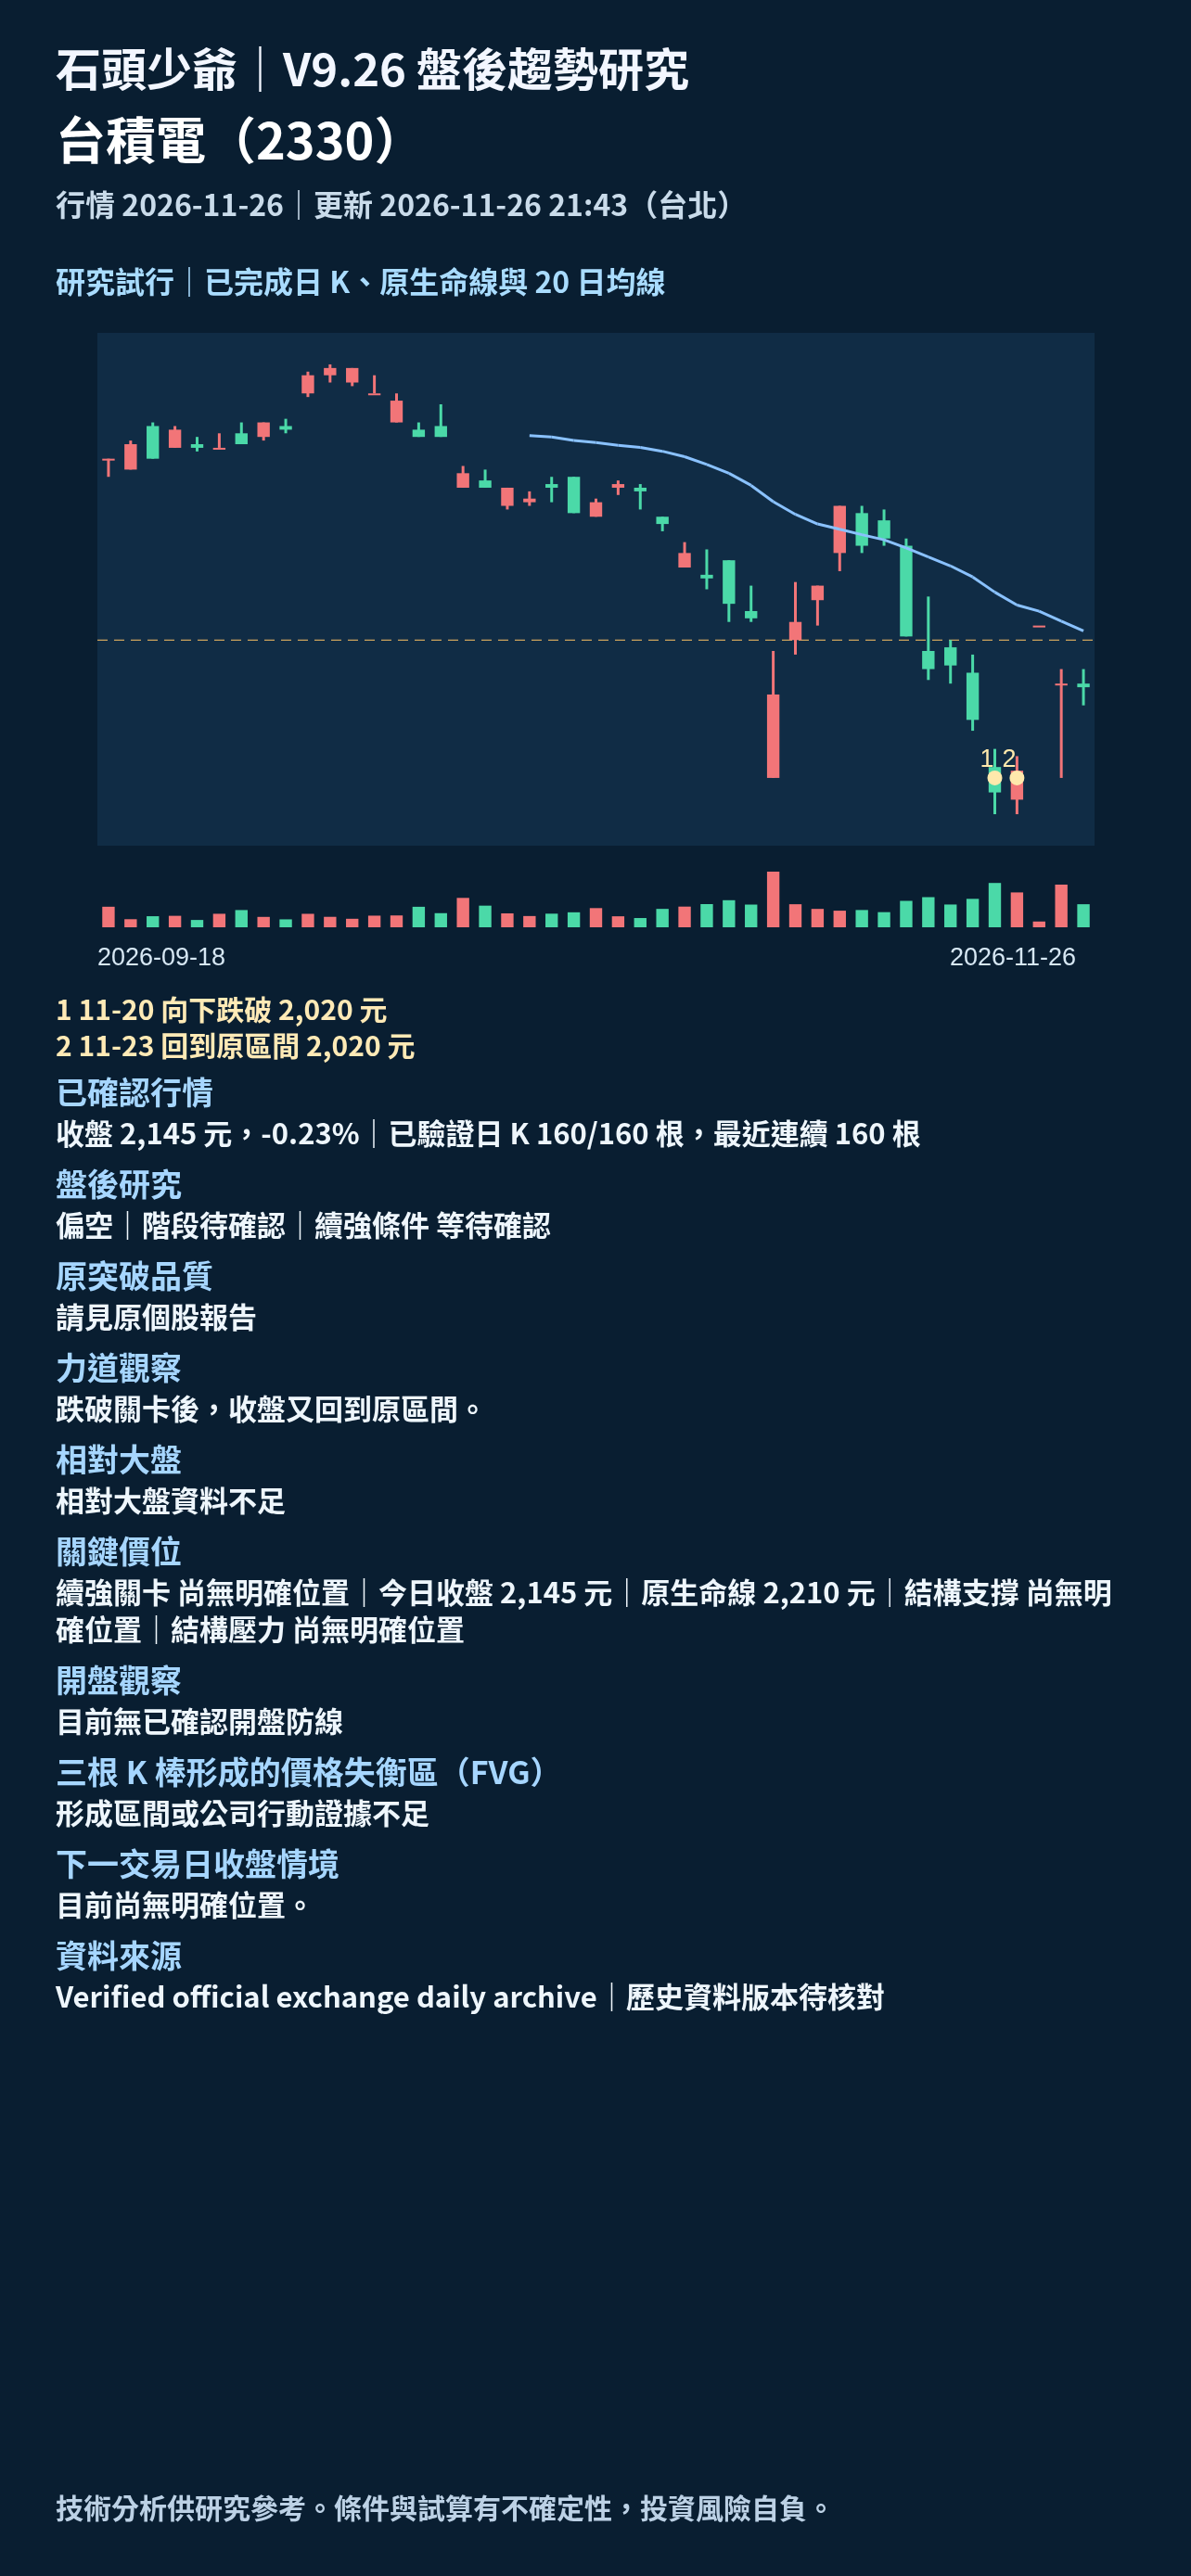 石頭少爺｜V9.26 盤後趨勢研究
台積電（2330）
行情 2026-11-26｜更新 2026-11-26 21:43（台北）
研究試行｜已完成日 K、原生命線與 20 日均線
1 2
2026-09-18 2026-11-26
1 11-20 向下跌破 2,020 元
2 11-23 回到原區間 2,020 元
已確認行情
收盤 2,145 元，-0.23%｜已驗證日 K 160/160 根，最近連續 160 根
盤後研究
偏空｜階段待確認｜續強條件 等待確認
原突破品質
請見原個股報告
力道觀察
跌破關卡後，收盤又回到原區間。
相對大盤
相對大盤資料不足
關鍵價位
續強關卡 尚無明確位置｜今日收盤 2,145 元｜原生命線 2,210 元｜結構支撐 尚無明
確位置｜結構壓力 尚無明確位置
開盤觀察
目前無已確認開盤防線
三根 K 棒形成的價格失衡區（FVG）
形成區間或公司行動證據不足
下一交易日收盤情境
目前尚無明確位置。
資料來源
Verified official exchange daily archive｜歷史資料版本待核對
技術分析供研究參考。條件與試算有不確定性，投資風險自負。